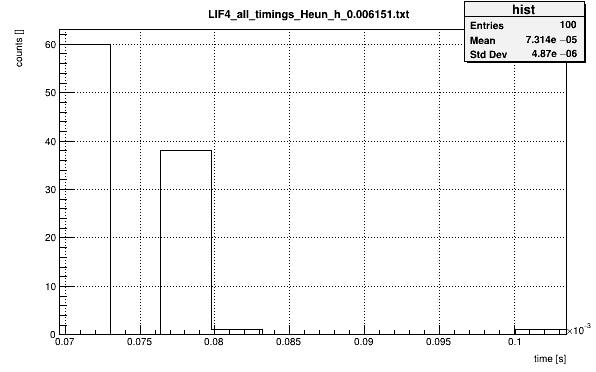 LIF4_all_timings_Heun_h_0.006151.txt
hist
Entries 100
Mean 7.314e −05
Std Dev 4.87e −06
counts []
60
50
40
30
20
10
0
0.07 0.075 0.08 0.085 0.09 0.095 0.1
×10⁻³
time [s]